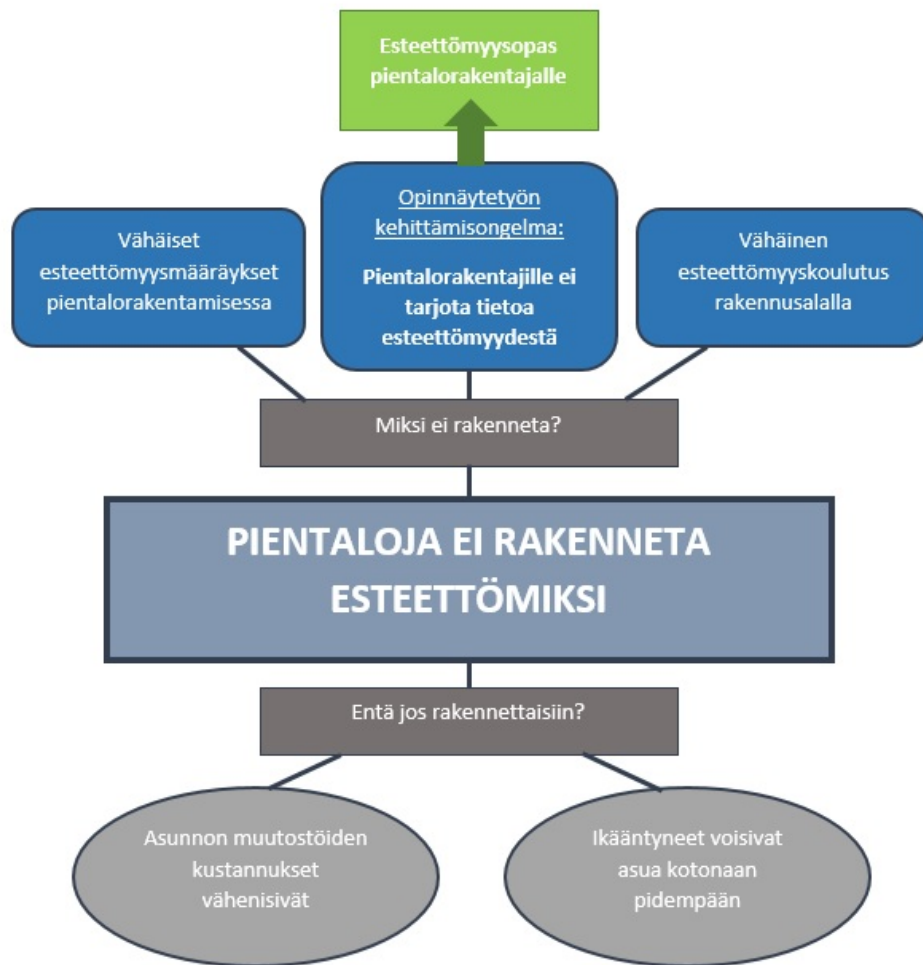 Esteettömyysopas
pientalorakentajalle
Opinnäytetyön
kehittämisongelma:
Pientalorakentajille ei
tarjota tietoa
esteettömyydestä
Vähäiset
esteettömyysmääräykset
pientalorakentamisessa
Vähäinen
esteettömyyskoulutus
rakennusalalla
Miksi ei rakenneta?
PIENTALOJA EI RAKENNETA
ESTEETTÖMIKSI
Entä jos rakennettaisiin?
Asunnon muutostöiden
kustannukset
vähenisivät
Ikääntyneet voisivat
asua kotonaan
pidempään